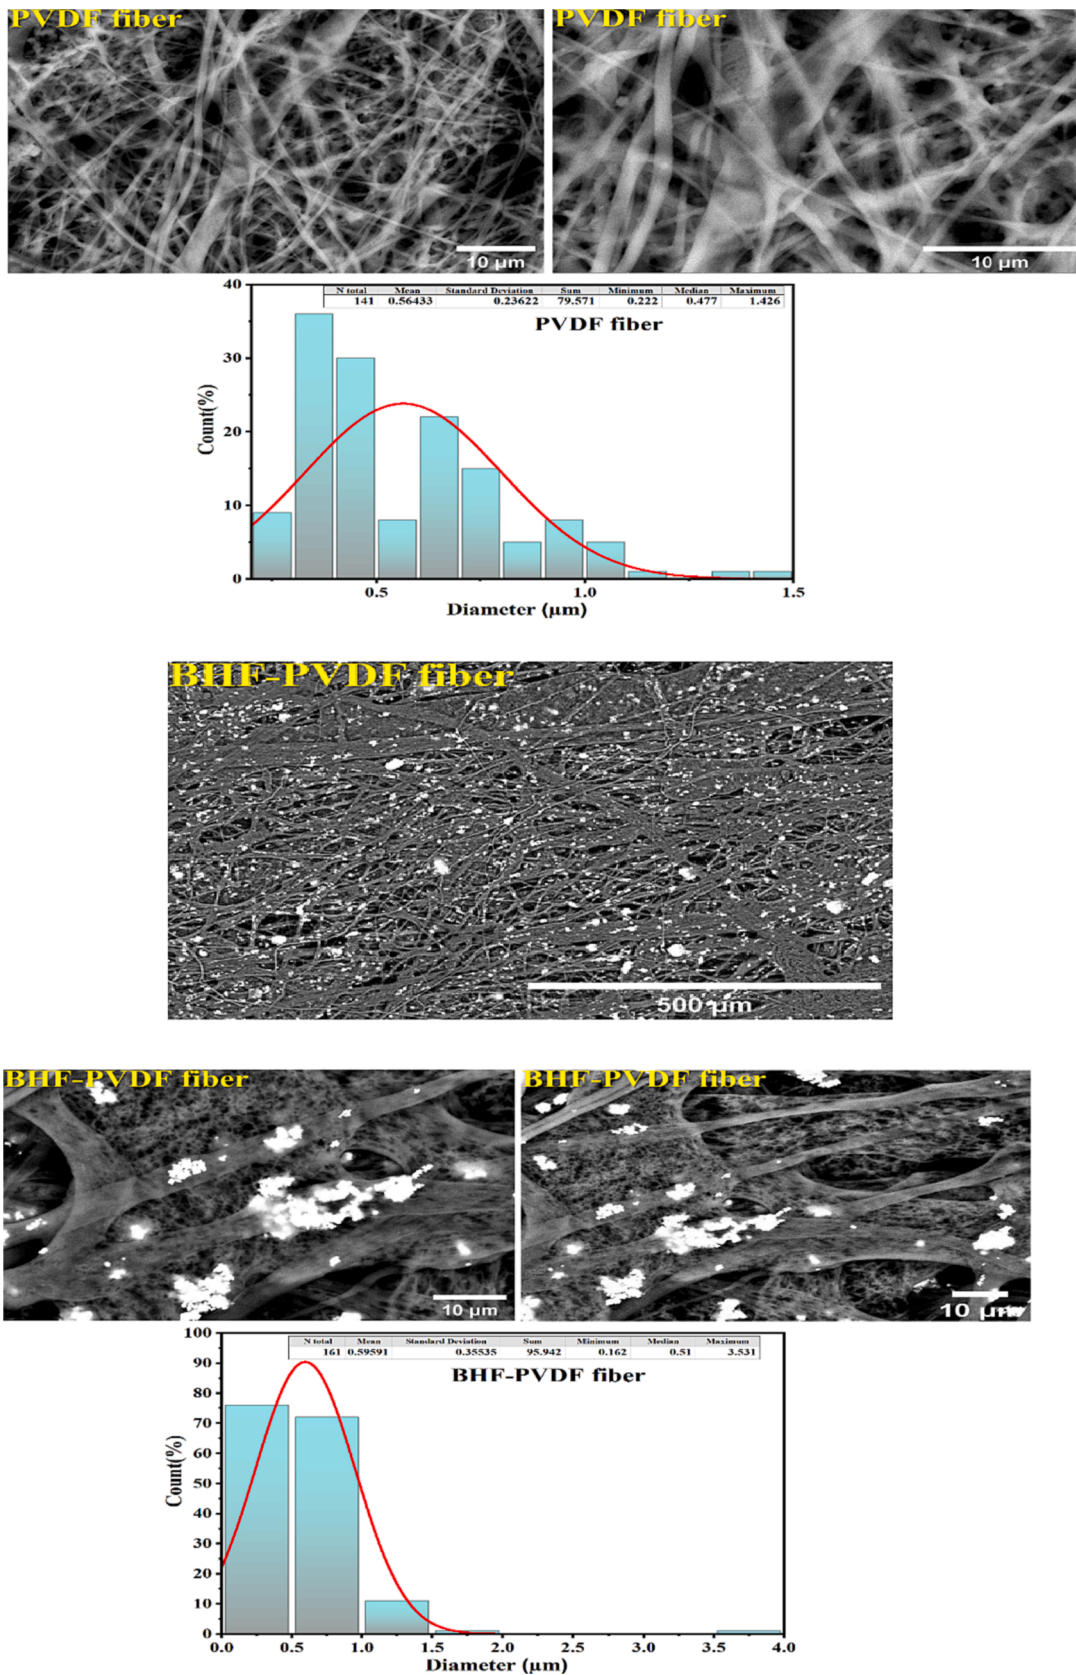 PVDF fiber
PVDF fiber
10 µm
10 µm
N total Mean Standard Deviation Sum Minimum Median Maximum
141 0.56433 0.23622 79.571 0.222 0.477 1.426
PVDF fiber
40
30
20
10
0
Count(%)
0.5 1.0 1.5
Diameter (µm)
BHF-PVDF fiber
500 µm
BHF-PVDF fiber
BHF-PVDF fiber
10 µm
10 µm
N total Mean Standard Deviation Sum Minimum Median Maximum
161 0.59591 0.35535 95.942 0.162 0.51 3.531
BHF-PVDF fiber
100
90
80
70
60
50
40
30
20
10
0
Count(%)
0.0 0.5 1.0 1.5 2.0 2.5 3.0 3.5 4.0
Diameter (µm)